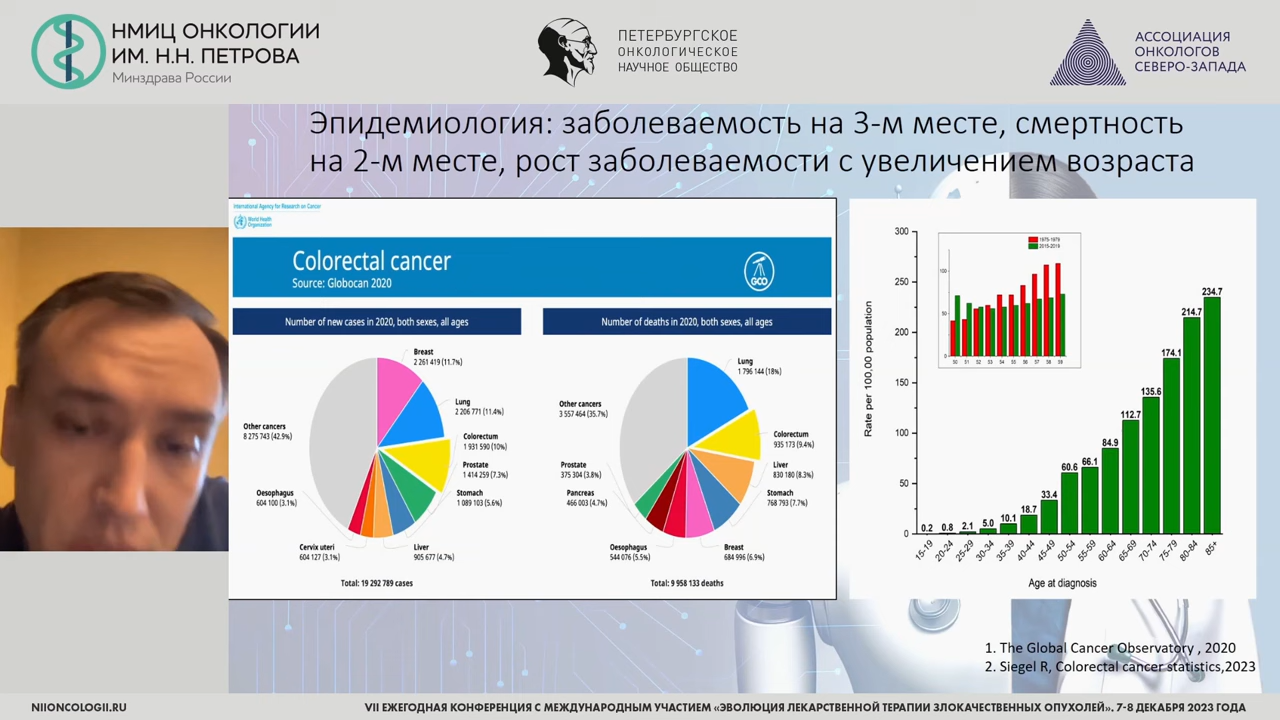 НМИЦ ОНКОЛОГИИ
ИМ. Н.Н. ПЕТРОВА
Минздрава России
ПЕТЕРБУРГСКОЕ
ОНКОЛОГИЧЕСКОЕ
НАУЧНОЕ ОБЩЕСТВО
АССОЦИАЦИЯ
ОНКОЛОГОВ
СЕВЕРО-ЗАПАДА
Эпидемиология: заболеваемость на 3-м месте, смертность
на 2-м месте, рост заболеваемости с увеличением возраста
International Agency for Research on Cancer
World Health
Organization
Colorectal cancer
Source: Globocan 2020
GCO
Number of new cases in 2020, both sexes, all ages
Breast
2 261 419 (11.7%)
Lung
2 206 771 (11.4%)
Colorectum
1 931 590 (10%)
Prostate
1 414 259 (7.3%)
Stomach
1 089 103 (5.6%)
Liver
905 677 (4.7%)
Cervix uteri
604 127 (3.1%)
Oesophagus
604 100 (3.1%)
Other cancers
8 275 743 (42.9%)
Total: 19 292 789 cases
Number of deaths in 2020, both sexes, all ages
Lung
1 796 144 (18%)
Colorectum
935 173 (9.4%)
Liver
830 180 (8.3%)
Stomach
768 793 (7.7%)
Breast
684 996 (6.9%)
Oesophagus
544 076 (5.5%)
Pancreas
466 003 (4.7%)
Prostate
375 304 (3.8%)
Other cancers
3 557 464 (35.7%)
Total: 9 958 133 deaths
Rate per 100,00 population
300
250
200
150
100
50
0
1975-1979
2015-2019
100
50
0
50 51 52 53 54 55 56 57 58 59
0.2 0.8 2.1 5.0 10.1 18.7 33.4 60.6 66.1 84.9 112.7 135.6 174.1 214.7 234.7
15-19 20-24 25-29 30-34 35-39 40-44 45-49 50-54 55-59 60-64 65-69 70-74 75-79 80-84 85+
Age at diagnosis
1. The Global Cancer Observatory , 2020
2. Siegel R, Colorectal cancer statistics,2023
NIIONCOLOGII.RU
VII ЕЖЕГОДНАЯ КОНФЕРЕНЦИЯ С МЕЖДУНАРОДНЫМ УЧАСТИЕМ «ЭВОЛЮЦИЯ ЛЕКАРСТВЕННОЙ ТЕРАПИИ ЗЛОКАЧЕСТВЕННЫХ ОПУХОЛЕЙ». 7-8 ДЕКАБРЯ 2023 ГОДА